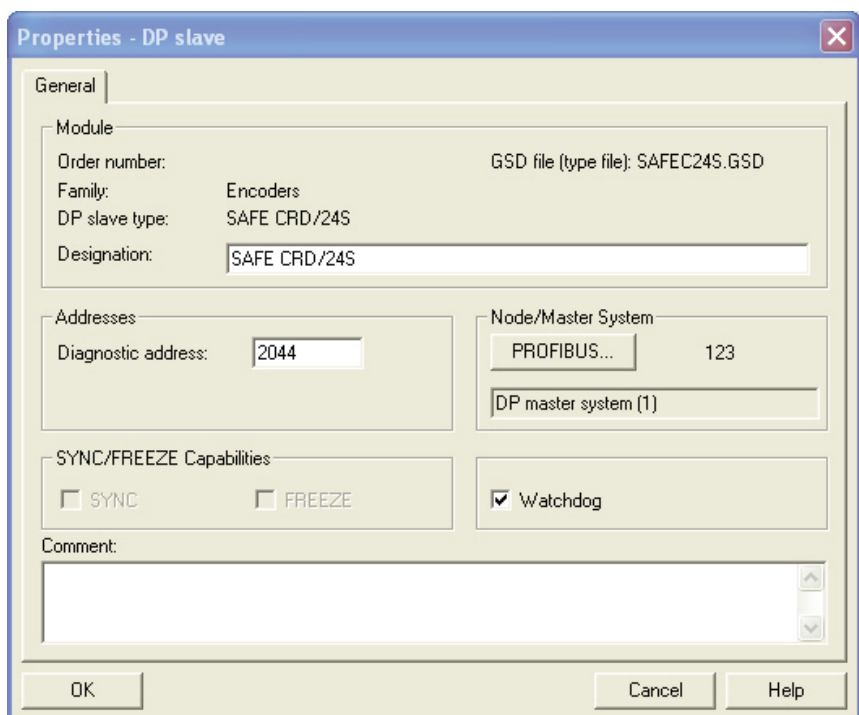 Properties - DP slave
General
Module
Order number:
GSD file (type file): SAFEC24S.GSD
Family: Encoders
DP slave type: SAFE CRD/24S
Designation: SAFE CRD/24S
Addresses
Diagnostic address: 2044
Node/Master System
PROFIBUS... 123
DP master system (1)
SYNC/FREEZE Capabilities
SYNC FREEZE
Watchdog
Comment:
OK Cancel Help